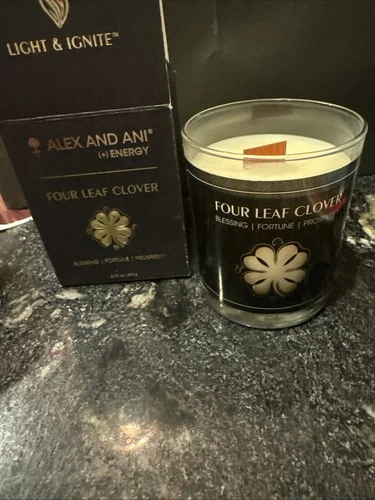 LIGHT & IGNITE™
ALEX AND ANI®
(+) ENERGY
FOUR LEAF CLOVER
BLESSING | FORTUNE | PROSPERITY
FOUR LEAF CLOVER
BLESSING | FORTUNE |